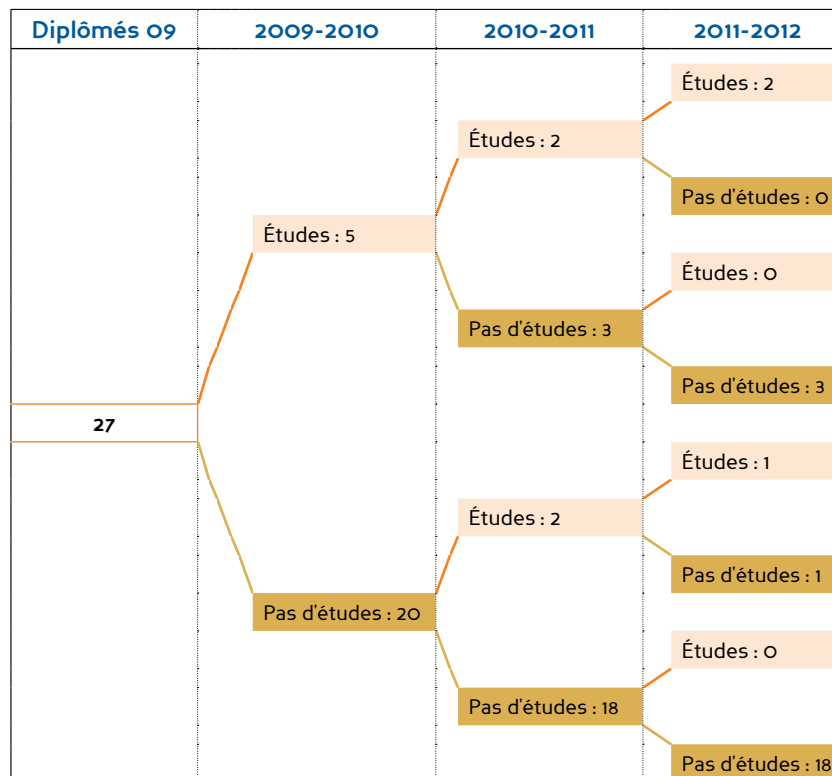 Diplômés 09 2009-2010 2010-2011 2011-2012
Études : 2
Études : 2
Pas d'études : 0
Études : 5
Études : 0
Pas d'études : 3
Pas d'études : 3
27
Études : 1
Études : 2
Pas d'études : 1
Pas d'études : 20
Études : 0
Pas d'études : 18
Pas d'études : 18